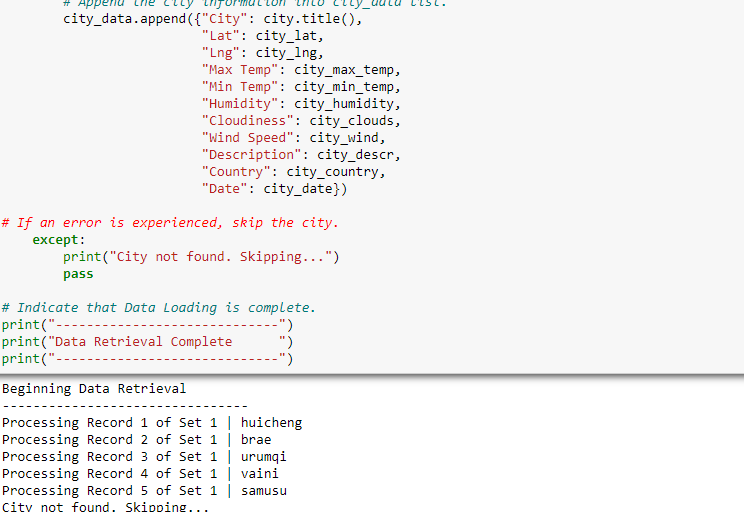 # Append the city information into city_data list.
city_data.append({"City": city.title(),
"Lat": city_lat,
"Lng": city_lng,
"Max Temp": city_max_temp,
"Min Temp": city_min_temp,
"Humidity": city_humidity,
"Cloudiness": city_clouds,
"Wind Speed": city_wind,
"Description": city_descr,
"Country": city_country,
"Date": city_date})
# If an error is experienced, skip the city.
except:
print("City not found. Skipping...")
pass
# Indicate that Data Loading is complete.
print("-----------------------------")
print("Data Retrieval Complete      ")
print("-----------------------------")
Beginning Data Retrieval
--------------------------------
Processing Record 1 of Set 1 | huicheng
Processing Record 2 of Set 1 | brae
Processing Record 3 of Set 1 | urumqi
Processing Record 4 of Set 1 | vaini
Processing Record 5 of Set 1 | samusu
City not found. Skipping...